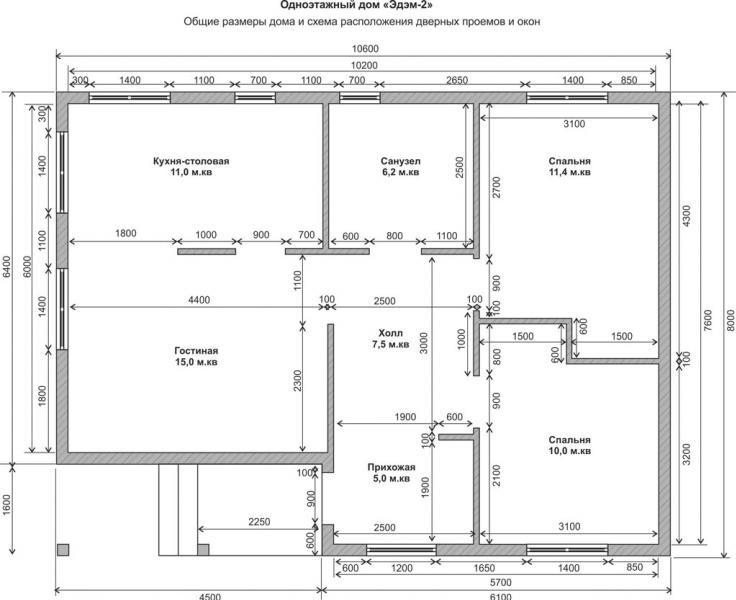 Одноэтажный дом «Эдэм-2»
Общие размеры дома и схема расположения дверных проемов и окон
10600
10200
300 1400 1100 700 1100 700 2650 1400 850
3100
300
Кухня-столовая
11,0 м.кв
Санузел
6,2 м.кв
Спальня
11,4 м.кв
1400
2500
2700
4300
1800 1000 900 700 600 800 1100
1100
6400
6000
7600
8000
1100
900
4400 100 2500 100
100
1400
Гостиная
15,0 м.кв
Холл
7,5 м.кв
3000
1000
800
1500
600
600
1500
100
2300
1800
1900 600
900
100
Спальня
10,0 м.кв
3200
Прихожая
5,0 м.кв
1900
2100
1600
100
900
2250
600
2500
3100
600 1200 1650 1400 850
5700
4500 6100